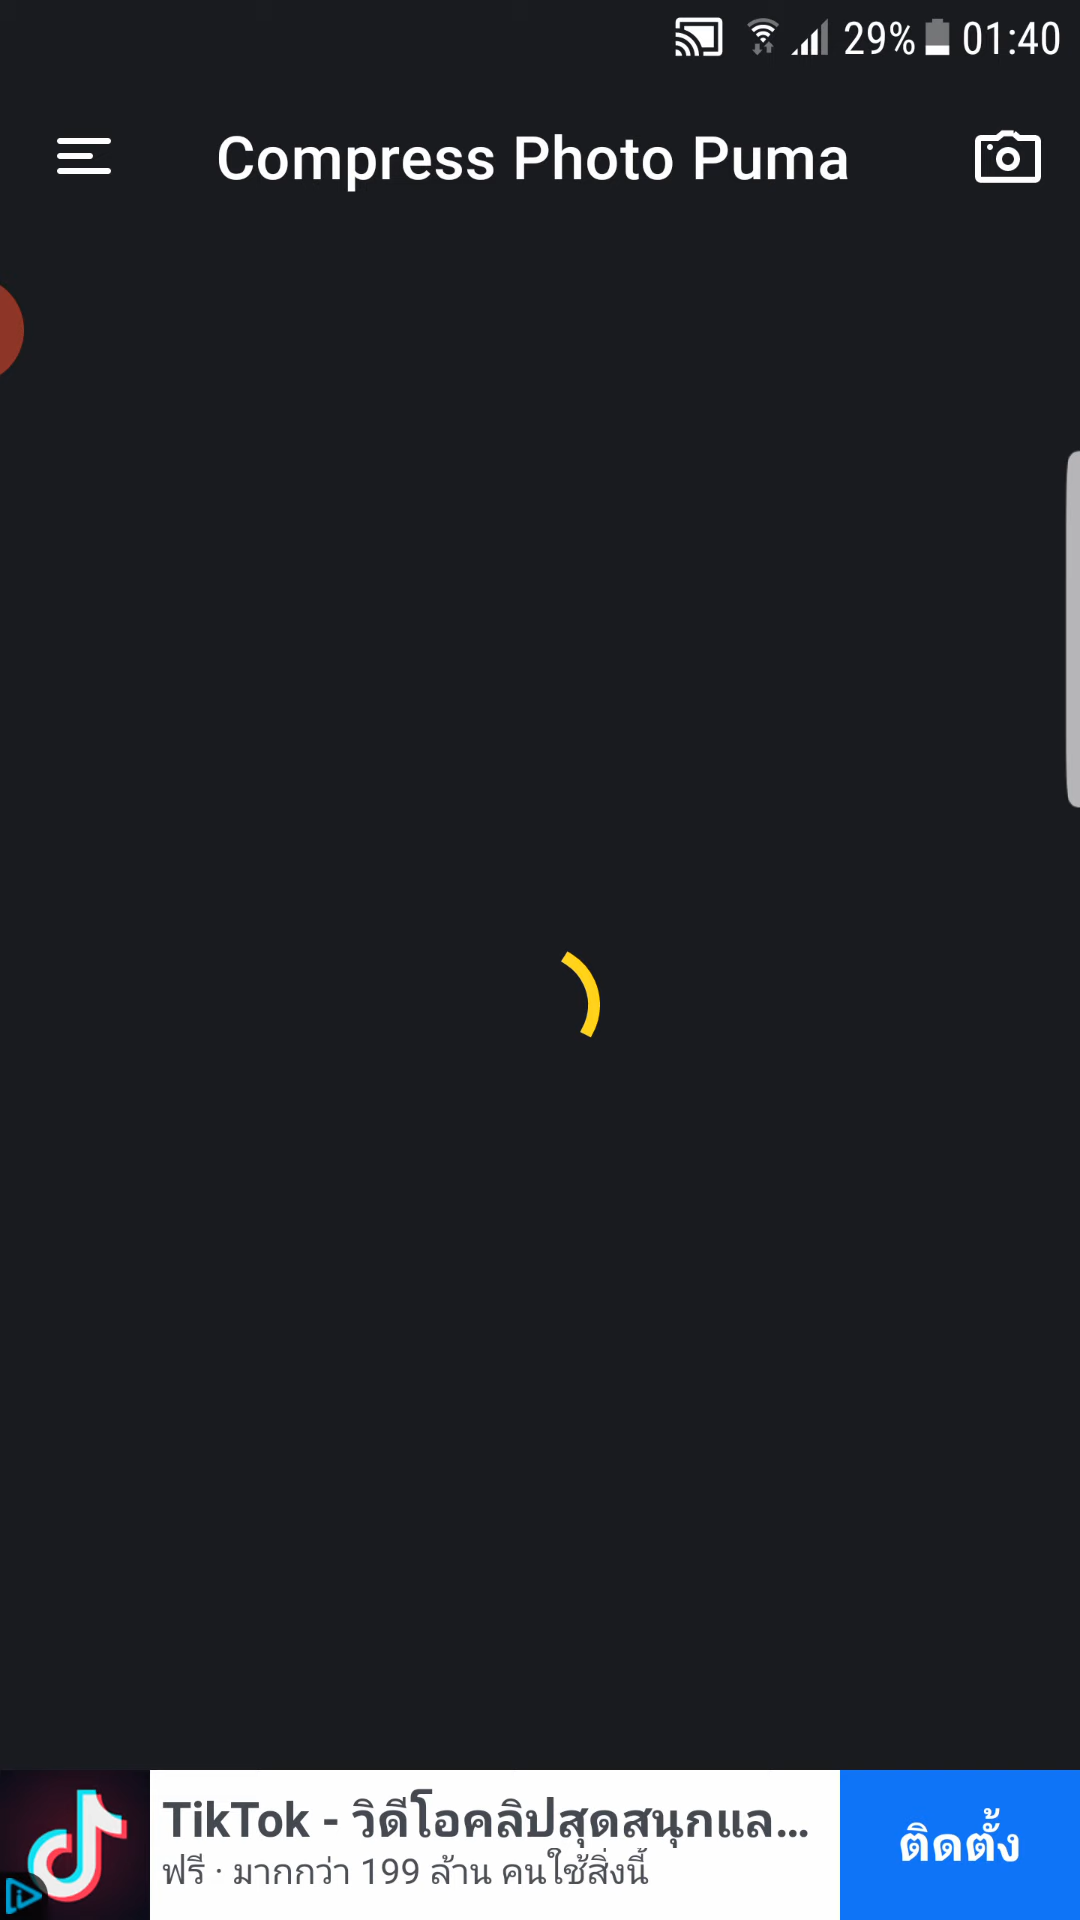 29% 01:40
Compress Photo Puma
TikTok - วิดีโอคลิปสุดสนุกแล...
ฟรี · มากกว่า 199 ล้าน คนใช้สิ่งนี้
ติดตั้ง